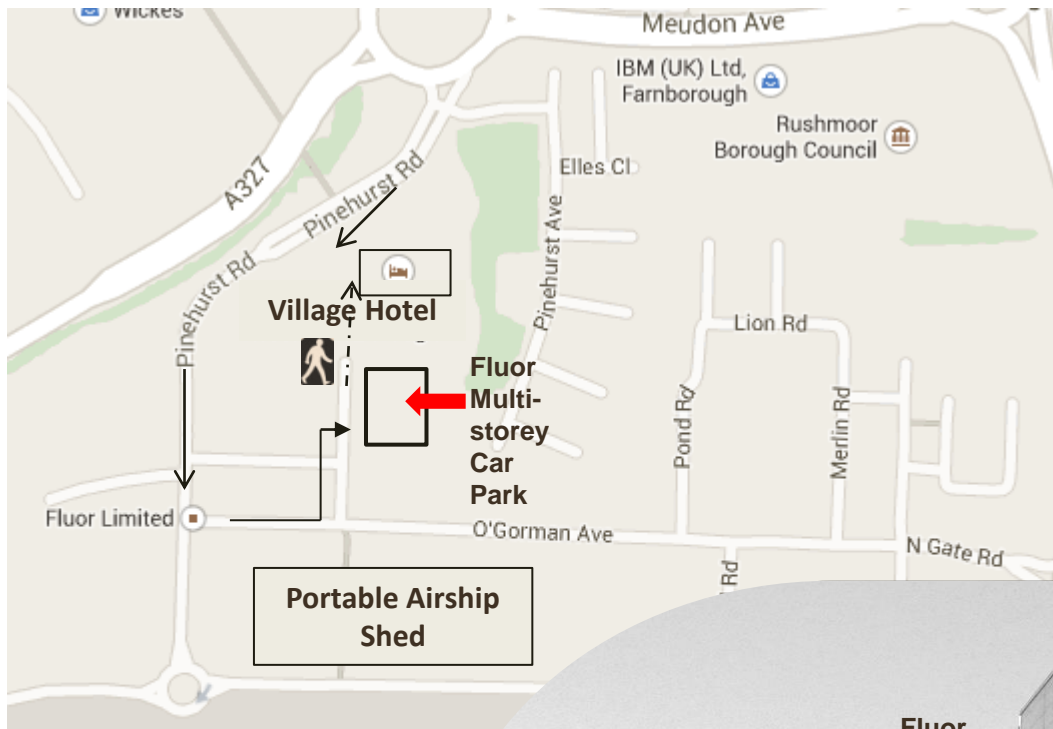 Wickes
Meudon Ave
IBM (UK) Ltd,
Farnborough
Rushmoor
Borough Council
Elles Cl
A327
Pinehurst Rd
Pinehurst Ave
Pinehurst Rd
Village Hotel
Lion Rd
Fluor
Multi-
storey
Car
Park
Pond Rd
Merlin Rd
Fluor Limited
O'Gorman Ave
N Gate Rd
Rd
Portable Airship
Shed
Fluor